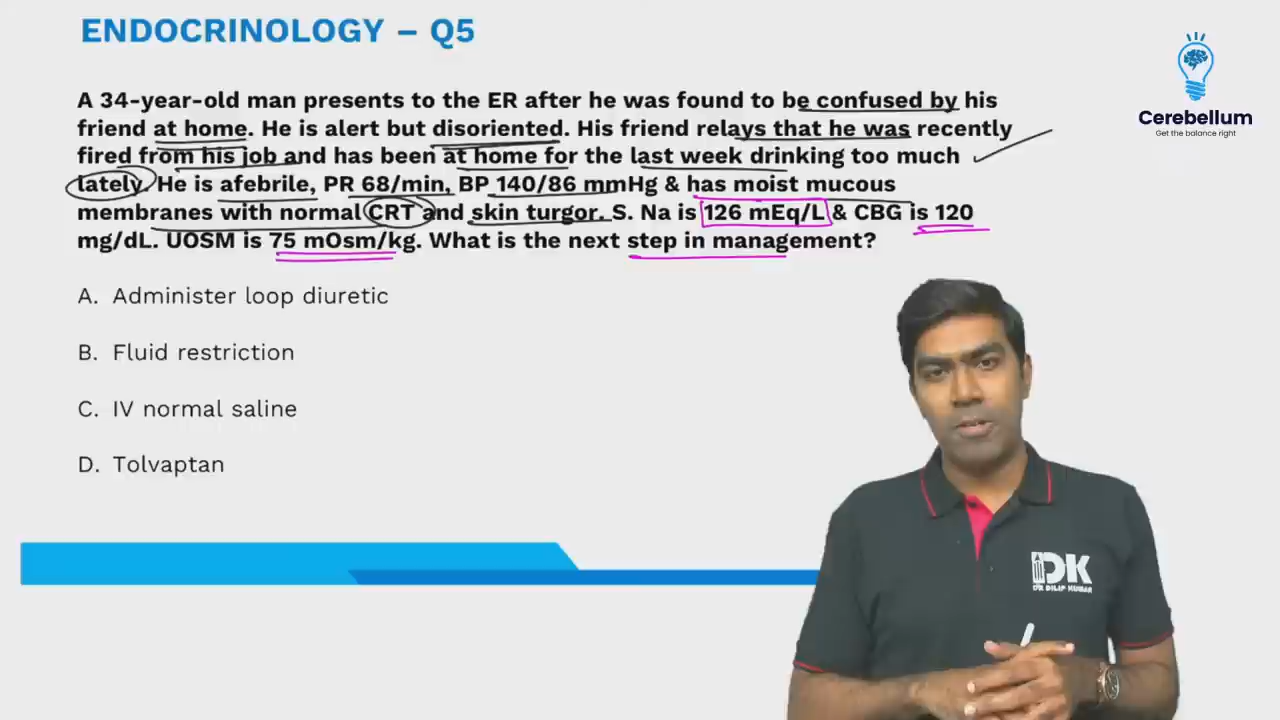 ENDOCRINOLOGY – Q5
Cerebellum
Get the balance right
A 34-year-old man presents to the ER after he was found to be confused by his
friend at home. He is alert but disoriented. His friend relays that he was recently
fired from his job and has been at home for the last week drinking too much
lately. He is afebrile, PR 68/min, BP 140/86 mmHg & has moist mucous
membranes with normal CRT and skin turgor. S. Na is 126 mEq/L & CBG is 120
mg/dL. UOSM is 75 mOsm/kg. What is the next step in management?
A. Administer loop diuretic
B. Fluid restriction
C. IV normal saline
D. Tolvaptan
DK
DR DILIP KUMAR